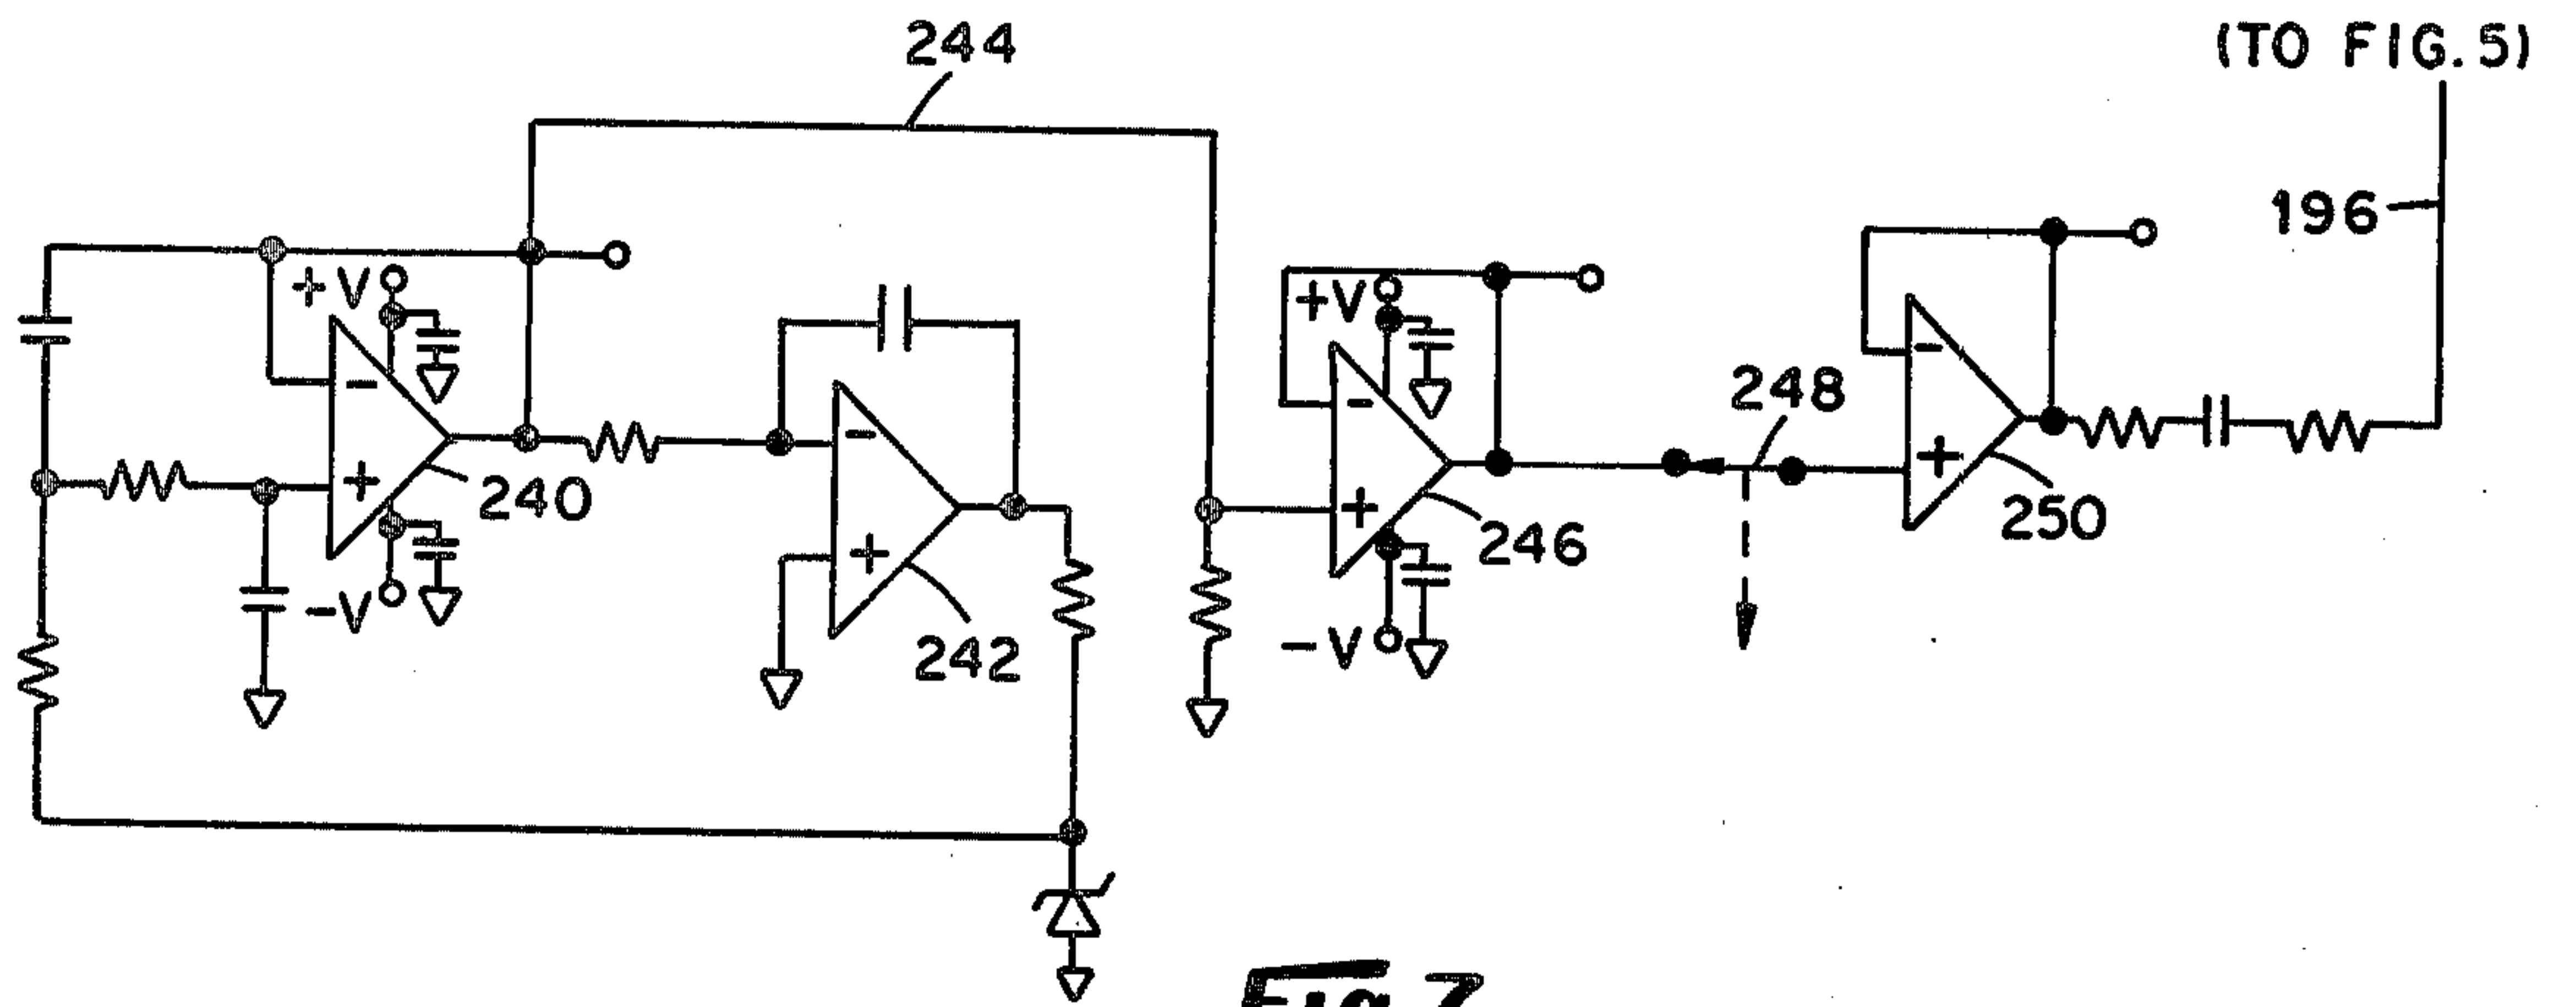 244
(TO FIG. 5)
196
+V
-
+
-V
240
-
+
242
+V
-
+
-V
246
248
-
+
250
Fig. 7